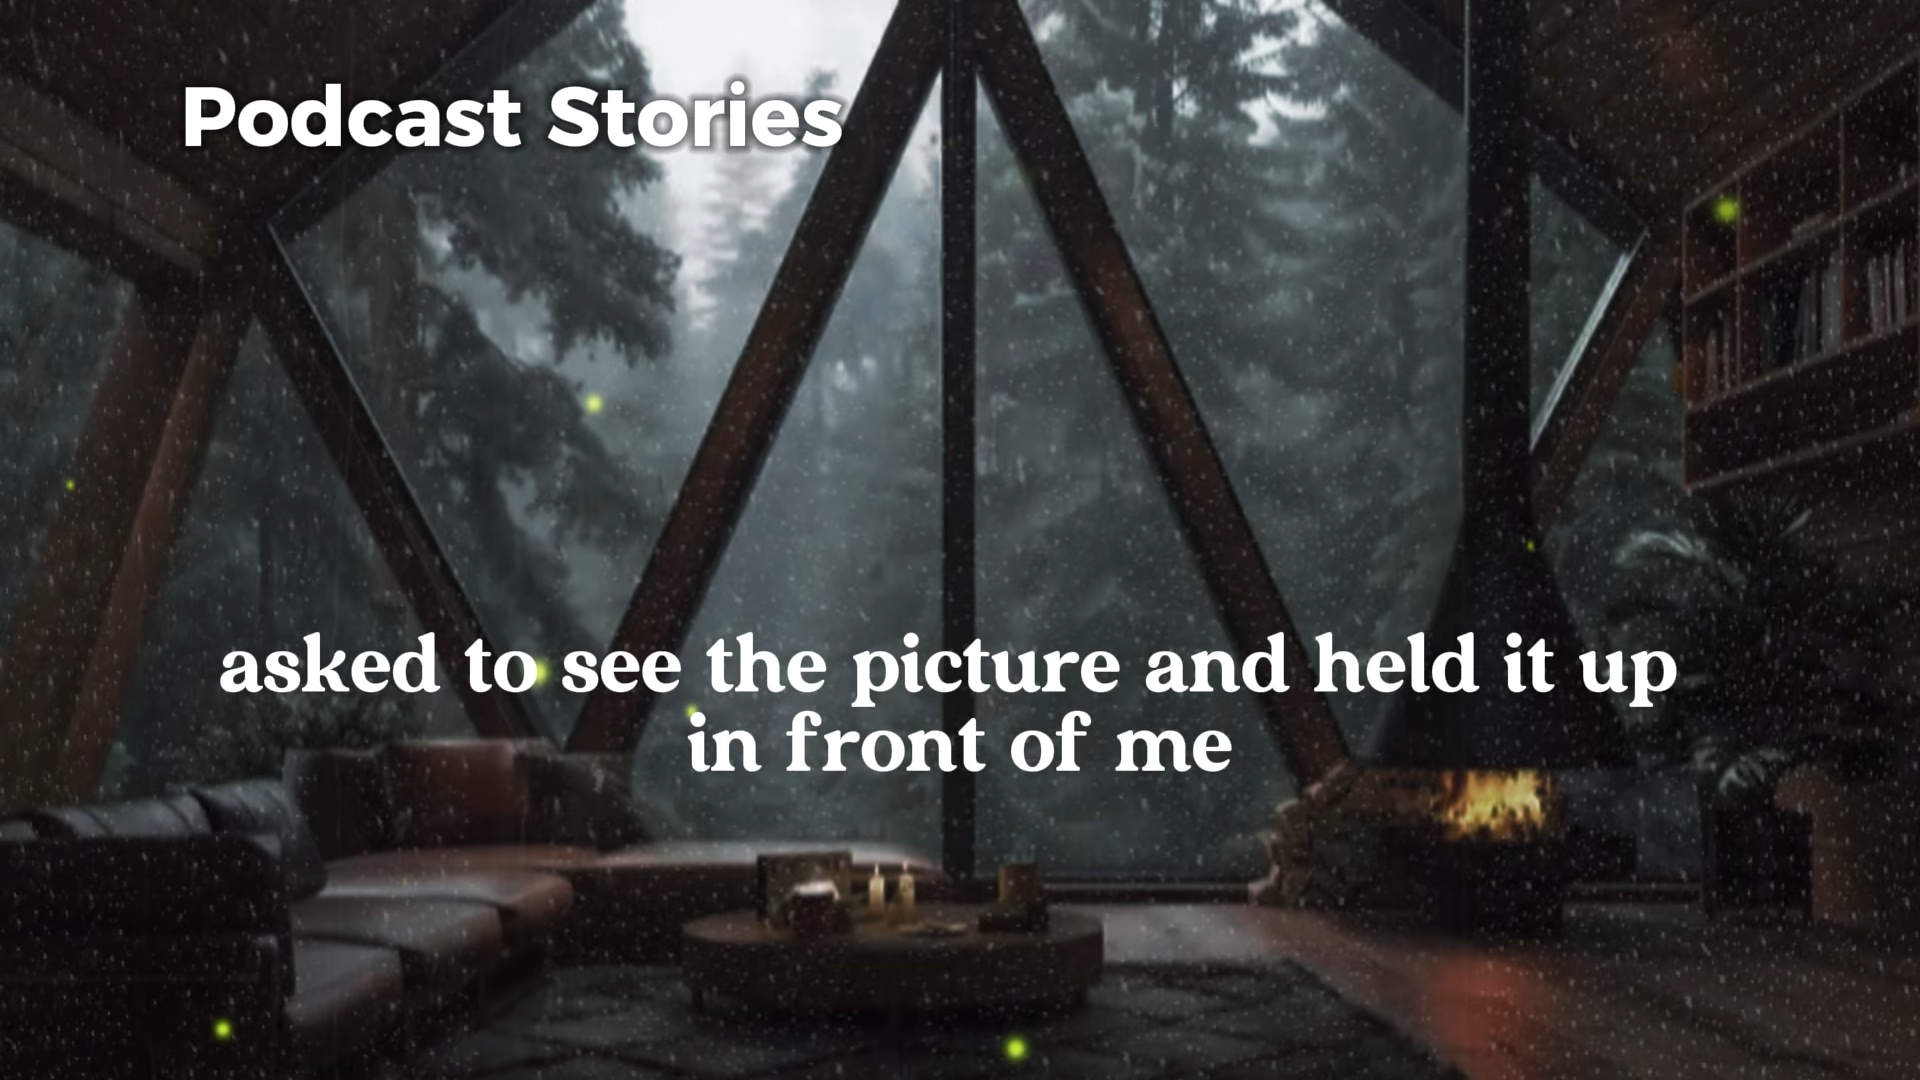 Podcast Stories
asked to see the picture and held it up
in front of me